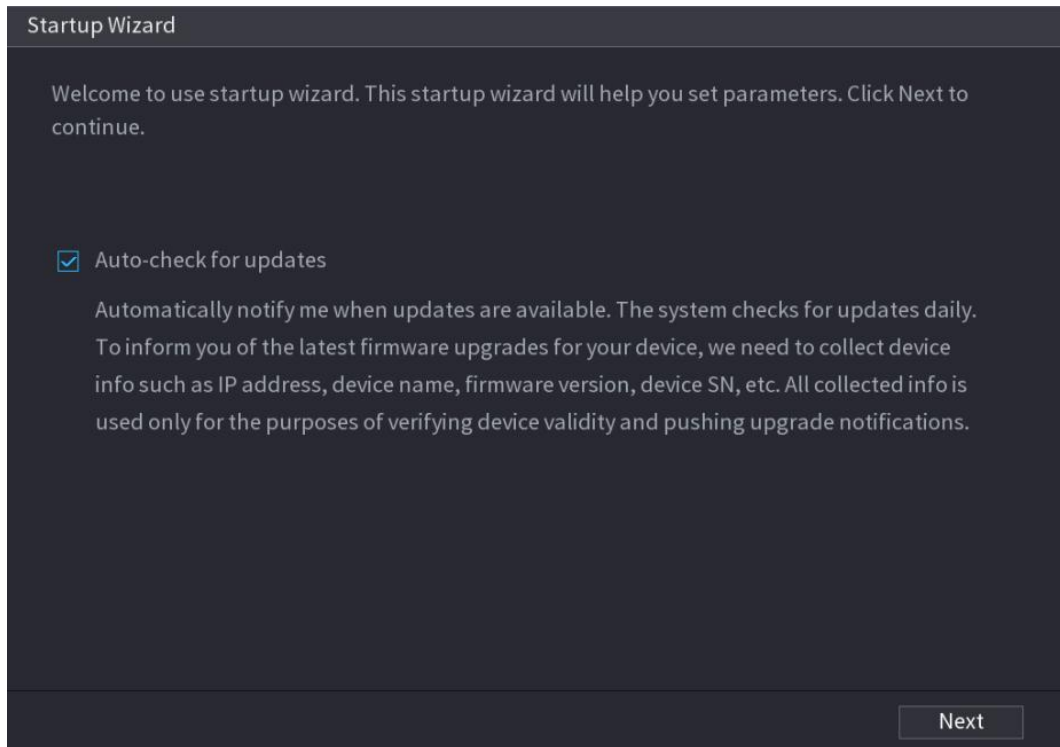 Startup Wizard
Welcome to use startup wizard. This startup wizard will help you set parameters. Click Next to
continue.
Auto-check for updates
Automatically notify me when updates are available. The system checks for updates daily.
To inform you of the latest firmware upgrades for your device, we need to collect device
info such as IP address, device name, firmware version, device SN, etc. All collected info is
used only for the purposes of verifying device validity and pushing upgrade notifications.
Next